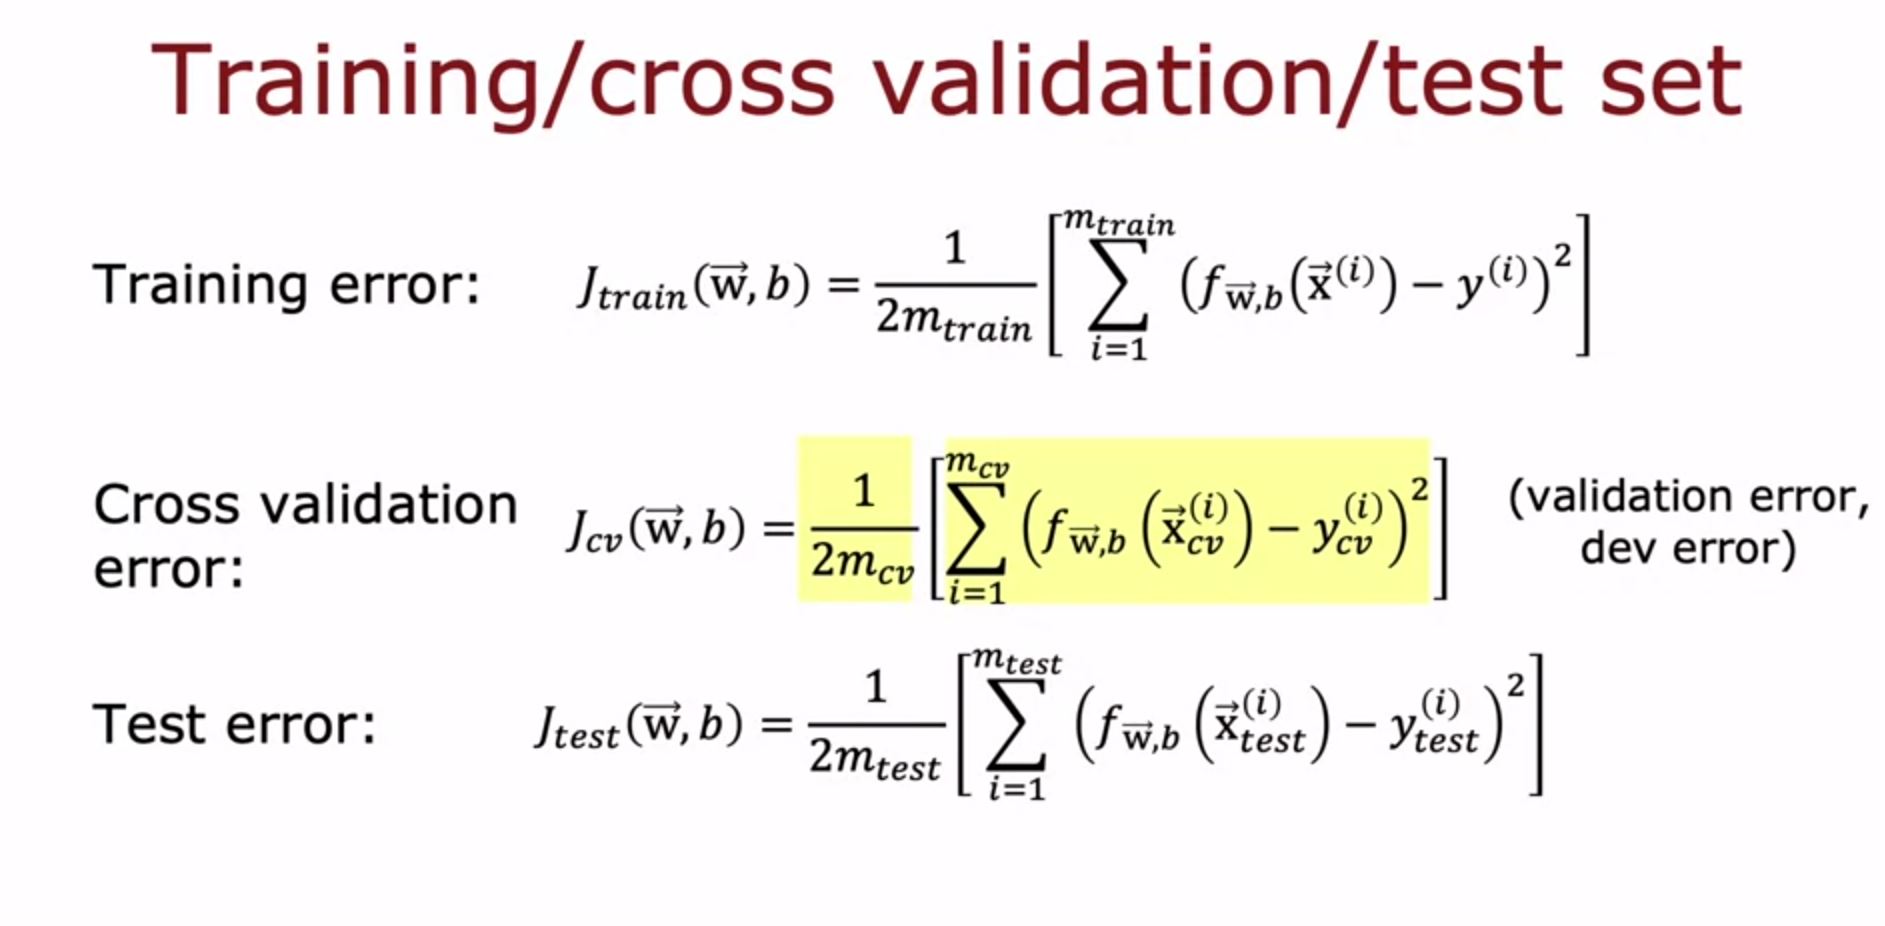 Training/cross validation/test set
Training error: $J_{train}(\vec{w}, b) = \frac{1}{2m_{train}} \left[ \sum_{i=1}^{m_{train}} \left( f_{\vec{w},b}(\vec{x}^{(i)}) - y^{(i)} \right)^2 \right]$
Cross validation error: $J_{cv}(\vec{w}, b) = \frac{1}{2m_{cv}} \left[ \sum_{i=1}^{m_{cv}} \left( f_{\vec{w},b} \left( \vec{x}_{cv}^{(i)} \right) - y_{cv}^{(i)} \right)^2 \right]$ (validation error, dev error)
Test error: $J_{test}(\vec{w}, b) = \frac{1}{2m_{test}} \left[ \sum_{i=1}^{m_{test}} \left( f_{\vec{w},b} \left( \vec{x}_{test}^{(i)} \right) - y_{test}^{(i)} \right)^2 \right]$